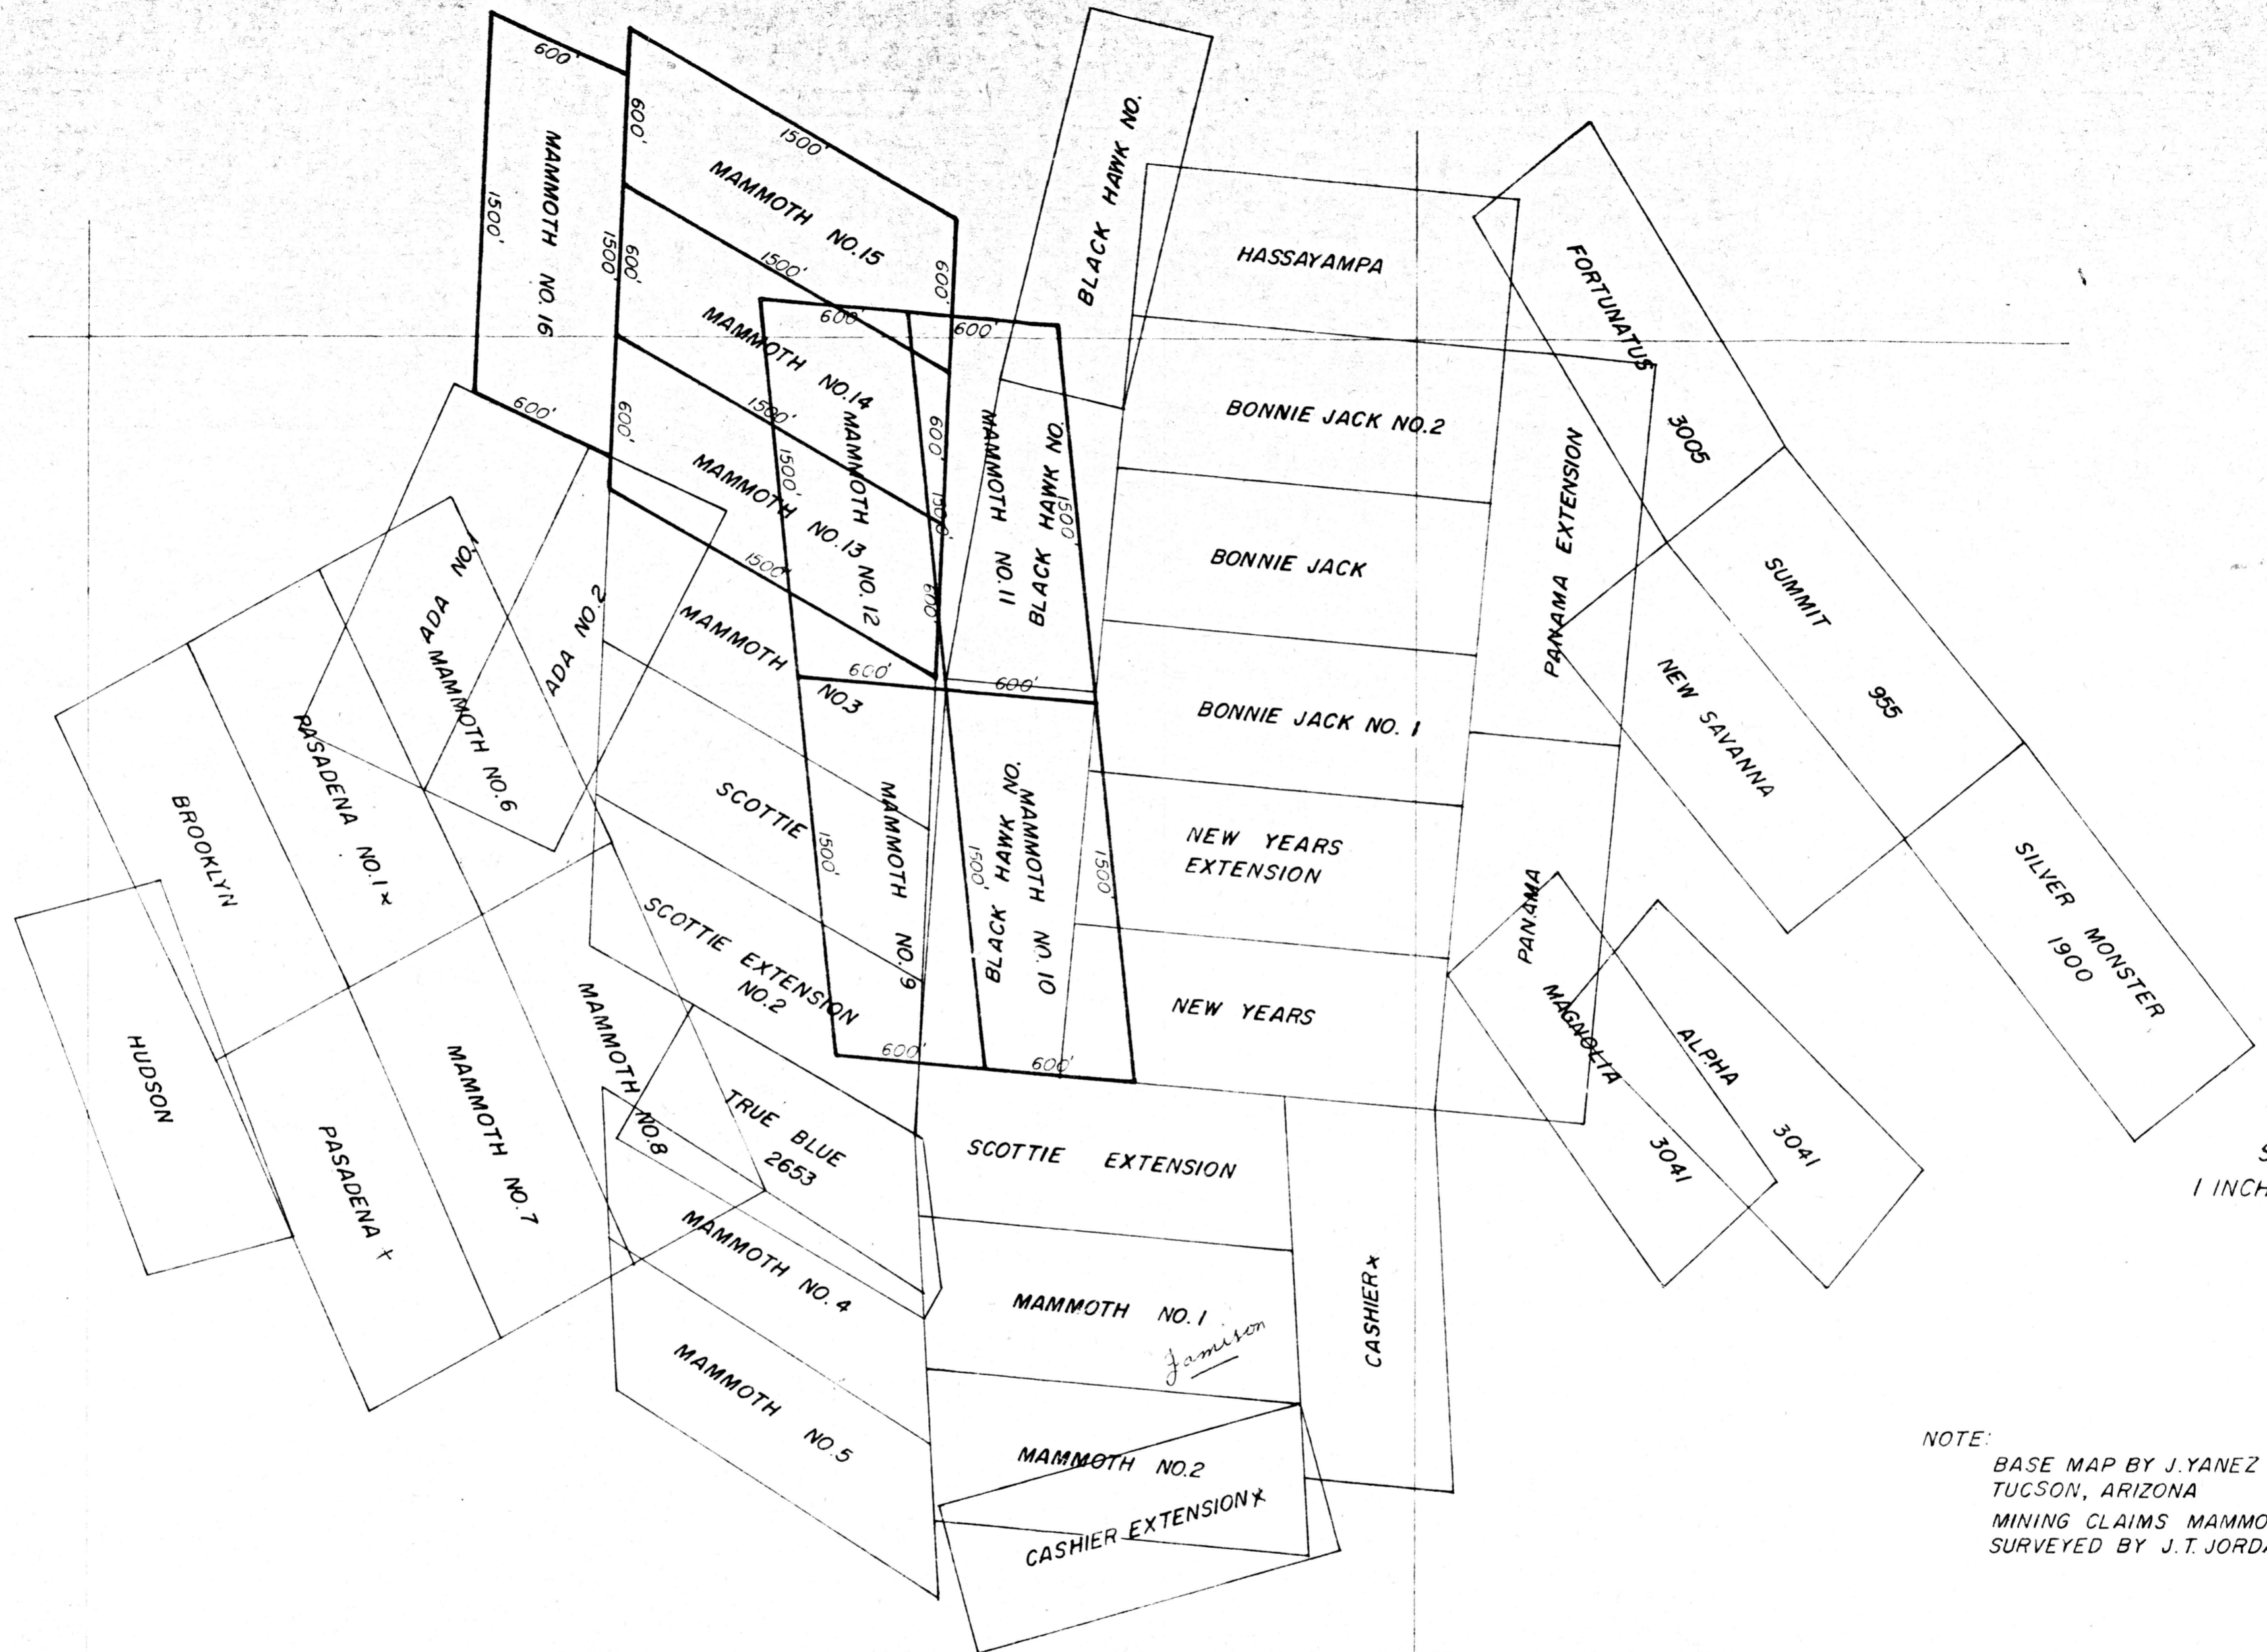 600'
1500'
MAMMOTH NO. 16
600'
1500'
600'
1500'
MAMMOTH NO.15
600'
600'
1500'
MAMMOTH NO.14
600'
600'
1500'
MAMMOTH NO.13
600'
1500'
600'
1500'
MAMMOTH NO. 12
600'
600'
1500'
MAMMOTH NO. 11
BLACK HAWK NO.
1500'
600'
BLACK HAWK NO.
HASSAYAMPA
BONNIE JACK NO.2
BONNIE JACK
BONNIE JACK NO. 1
NEW YEARS
EXTENSION
NEW YEARS
PANAMA EXTENSION
PANAMA
FORTUNATUS
3005
SUMMIT
955
NEW SAVANNA
SILVER MONSTER
1900
MAGNOLIA
3041
ALPHA
3041
ADA NO.1
ADA NO.2
MAMMOTH NO.6
PASADENA NO.1 x
BROOKLYN
HUDSON
PASADENA x
MAMMOTH NO.7
MAMMOTH NO.8
MAMMOTH
NO.3
SCOTTIE
SCOTTIE EXTENSION
NO.2
1500'
MAMMOTH NO. 9
600'
1500'
BLACK HAWK NO.
MAMMOTH NO. 10
1500'
600'
TRUE BLUE
2653
MAMMOTH NO. 4
MAMMOTH NO.5
SCOTTIE EXTENSION
MAMMOTH NO. 1
Jamison
MAMMOTH NO.2
CASHIER EXTENSION x
CASHIER x
1 INCH
NOTE:
BASE MAP BY J.YANEZ
TUCSON, ARIZONA
MINING CLAIMS MAMMO
SURVEYED BY J.T. JORDA